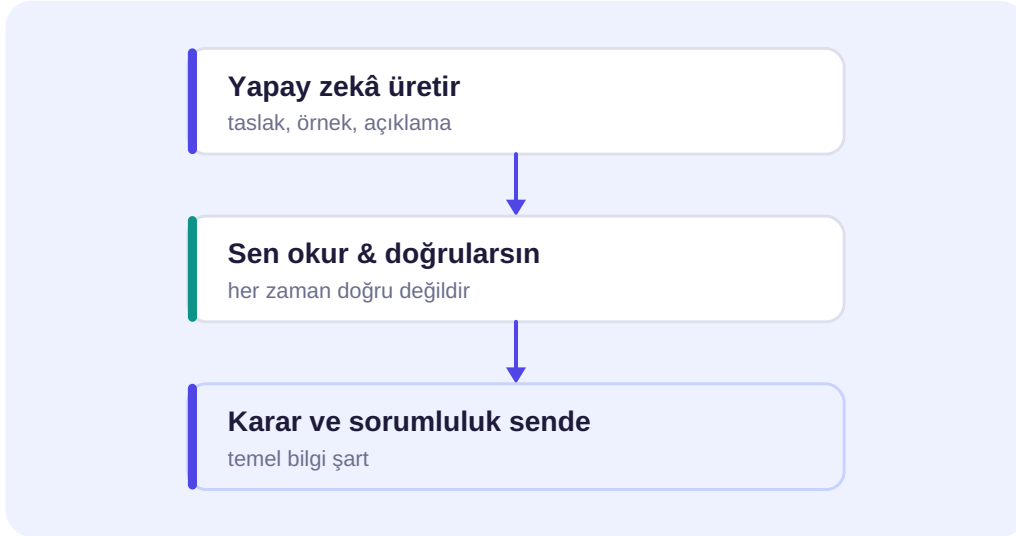 Yapay zekâ üretir
taslak, örnek, açıklama
Sen okur & doğrularsın
her zaman doğru değildir
Karar ve sorumluluk sende
temel bilgi şart